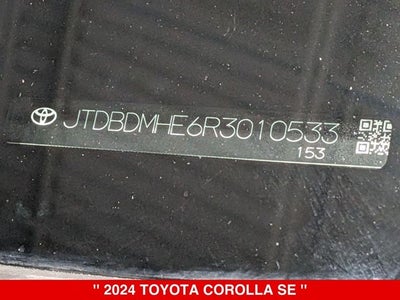 JTDBDMHE6R3010533
153
" 2024 TOYOTA COROLLA SE "